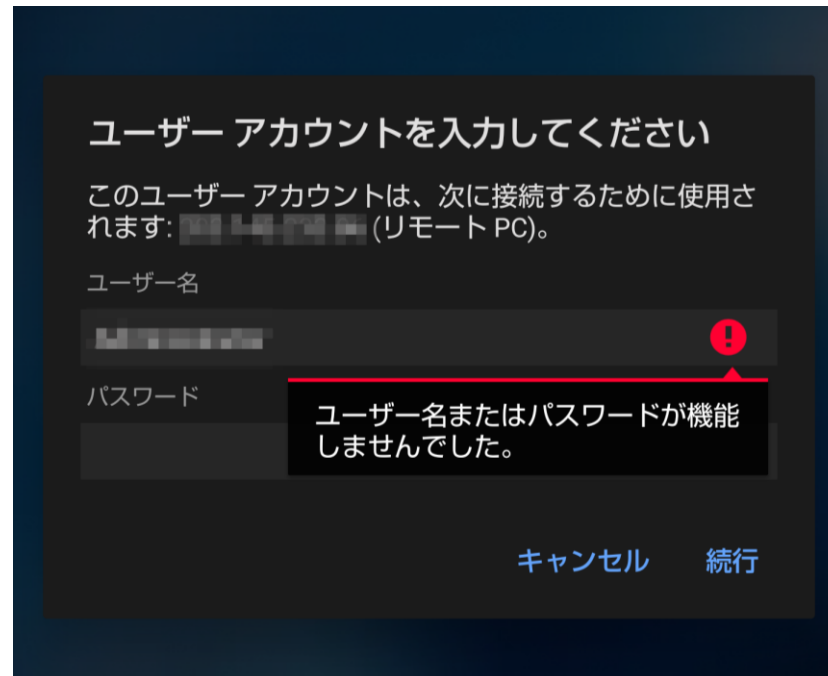 ユーザー アカウントを入力してください
このユーザー アカウントは、次に接続するために使用さ
れます: (リモート PC)。
ユーザー名
パスワード
ユーザー名またはパスワードが機能
しませんでした。
キャンセル 続行